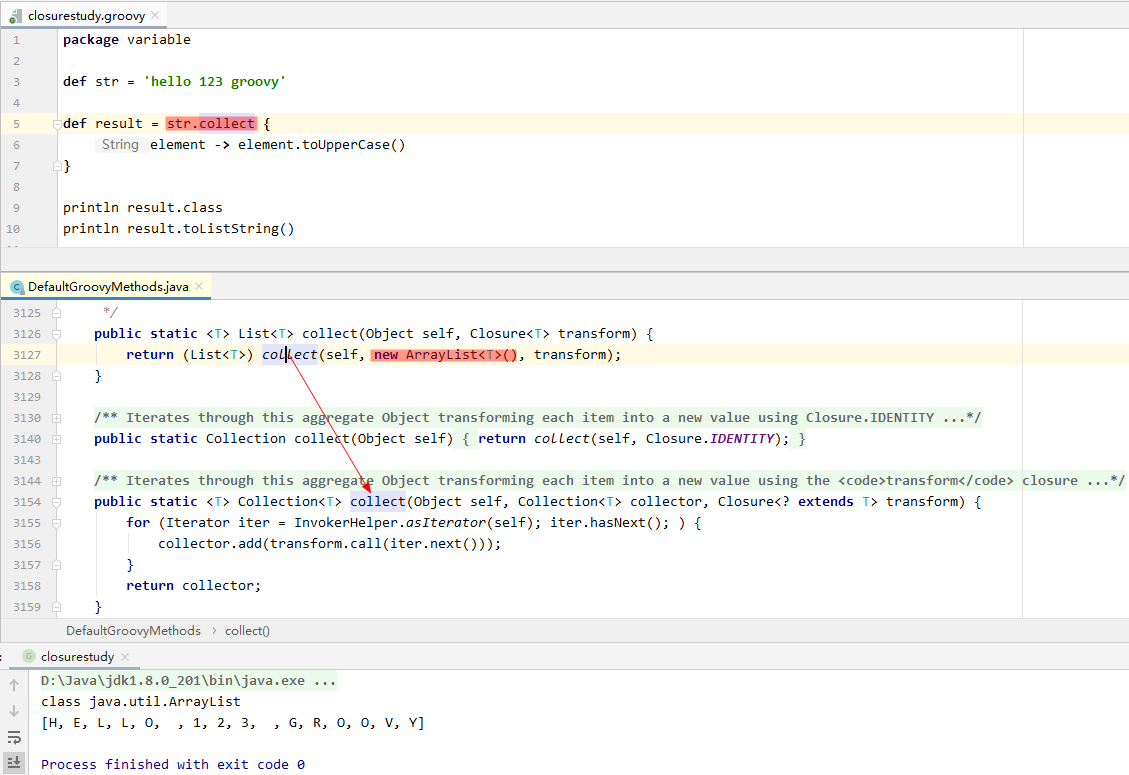 closurestudy.groovy
1 package variable
2
3 def str = 'hello 123 groovy'
4
5 def result = str.collect {
6 String element -> element.toUpperCase()
7 }
8
9 println result.class
10 println result.toListString()
DefaultGroovyMethods.java
3125 */
3126 public static <T> List<T> collect(Object self, Closure<T> transform) {
3127 return (List<T>) collect(self, new ArrayList<T>(), transform);
3128 }
3129
3130 /** Iterates through this aggregate Object transforming each item into a new value using Closure.IDENTITY ...*/
3140 public static Collection collect(Object self) { return collect(self, Closure.IDENTITY); }
3143
3144 /** Iterates through this aggregate Object transforming each item into a new value using the <code>transform</code> closure ...*/
3154 public static <T> Collection<T> collect(Object self, Collection<T> collector, Closure<? extends T> transform) {
3155 for (Iterator iter = InvokerHelper.asIterator(self); iter.hasNext(); ) {
3156 collector.add(transform.call(iter.next()));
3157 }
3158 return collector;
3159 }
DefaultGroovyMethods › collect()
: closurestudy
D:\Java\jdk1.8.0_201\bin\java.exe ...
class java.util.ArrayList
[H, E, L, L, O,  , 1, 2, 3,  , G, R, O, O, V, Y]
Process finished with exit code 0